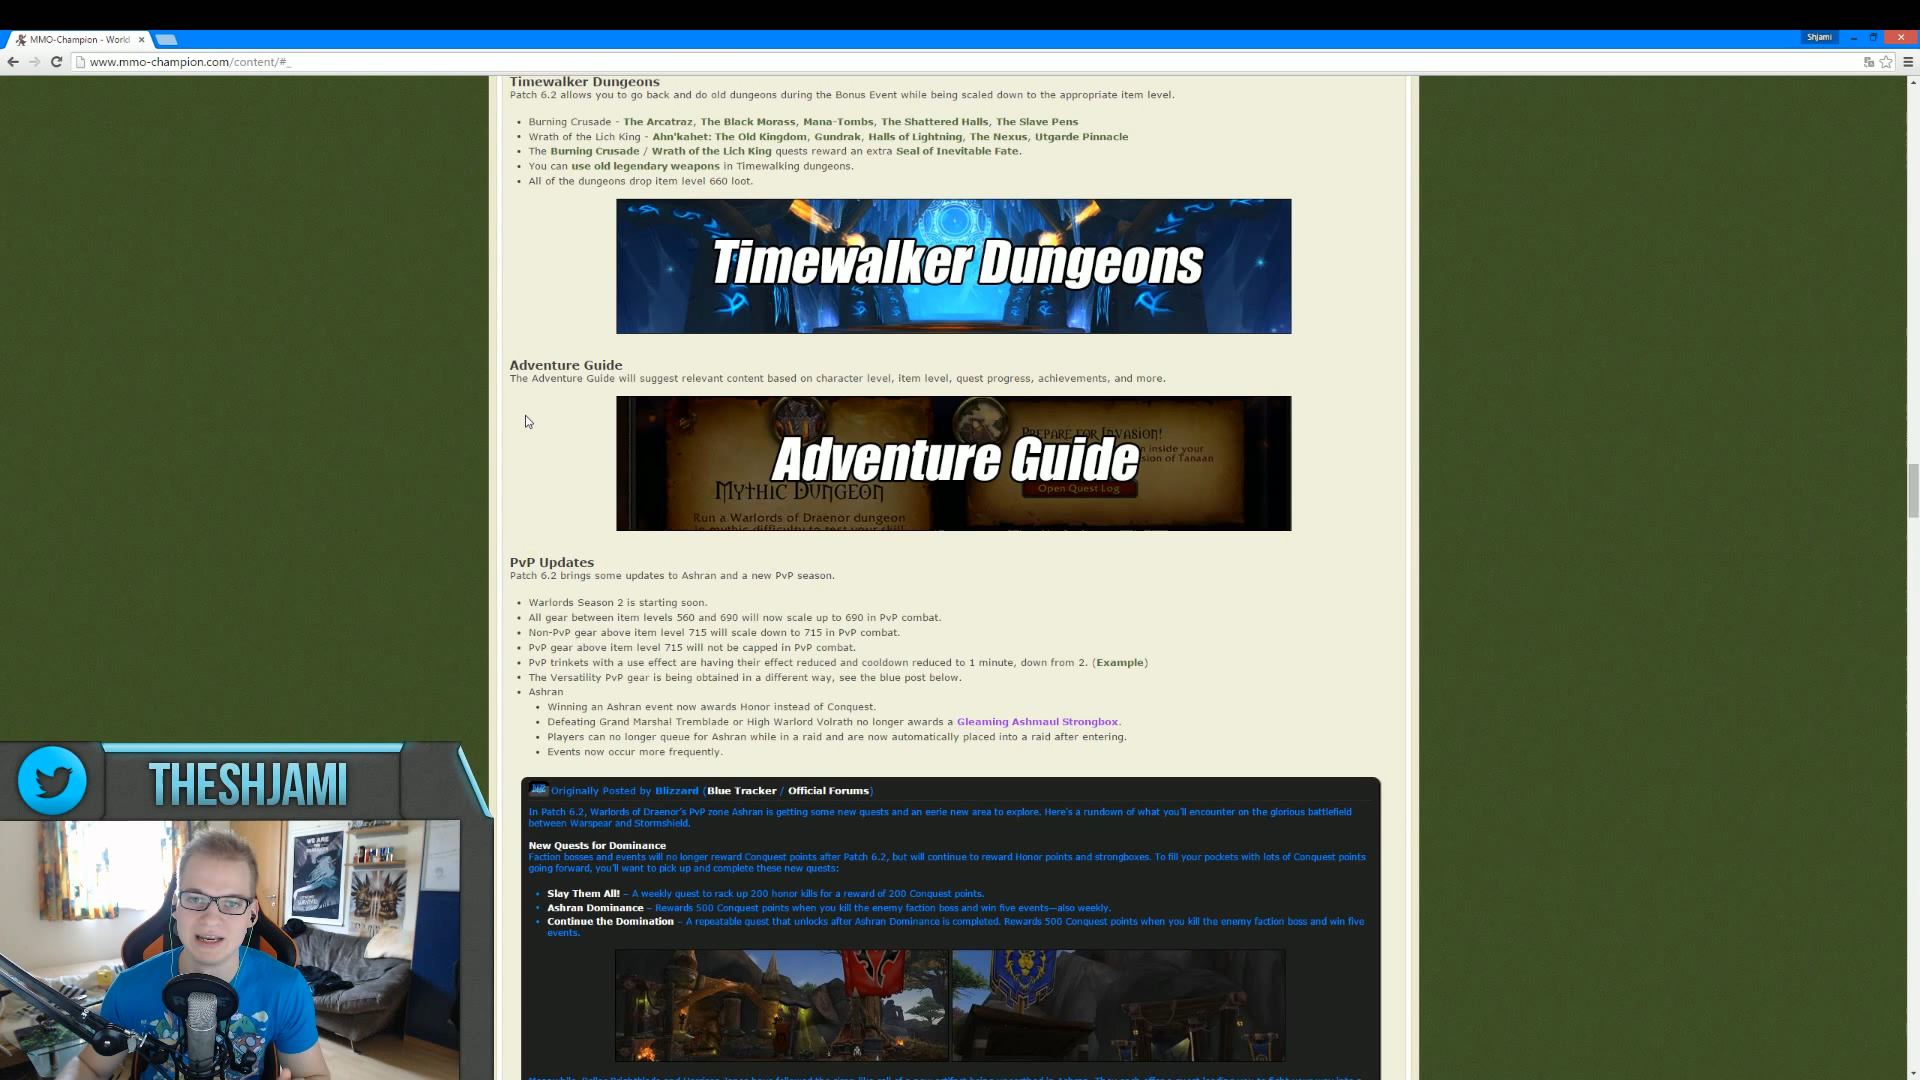 MMO-Champion - World
Shjami
www.mmo-champion.com/content/#_
Timewalker Dungeons
Patch 6.2 allows you to go back and do old dungeons during the Bonus Event while being scaled down to the appropriate item level.
• Burning Crusade - The Arcatraz, The Black Morass, Mana-Tombs, The Shattered Halls, The Slave Pens
• Wrath of the Lich King - Ahn'kahet: The Old Kingdom, Gundrak, Halls of Lightning, The Nexus, Utgarde Pinnacle
• The Burning Crusade / Wrath of the Lich King quests reward an extra Seal of Inevitable Fate.
• You can use old legendary weapons in Timewalking dungeons.
• All of the dungeons drop item level 660 loot.
Timewalker Dungeons
Adventure Guide
The Adventure Guide will suggest relevant content based on character level, item level, quest progress, achievements, and more.
Prepare for Invasion!
n inside your
sion of Tanaan
Adventure Guide
Open Quest Log
Mythic Dungeon
Run a Warlords of Draenor dungeon
in mythic difficulty to test your skill
PvP Updates
Patch 6.2 brings some updates to Ashran and a new PvP season.
• Warlords Season 2 is starting soon.
• All gear between item levels 560 and 690 will now scale up to 690 in PvP combat.
• Non-PvP gear above item level 715 will scale down to 715 in PvP combat.
• PvP gear above item level 715 will not be capped in PvP combat.
• PvP trinkets with a use effect are having their effect reduced and cooldown reduced to 1 minute, down from 2. (Example)
• The Versatility PvP gear is being obtained in a different way, see the blue post below.
• Ashran
• Winning an Ashran event now awards Honor instead of Conquest.
• Defeating Grand Marshal Tremblade or High Warlord Volrath no longer awards a Gleaming Ashmaul Strongbox.
• Players can no longer queue for Ashran while in a raid and are now automatically placed into a raid after entering.
• Events now occur more frequently.
Originally Posted by Blizzard (Blue Tracker / Official Forums)
In Patch 6.2, Warlords of Draenor's PvP zone Ashran is getting some new quests and an eerie new area to explore. Here's a rundown of what you'll encounter on the glorious battlefield
between Warspear and Stormshield.
New Quests for Dominance
Faction bosses and events will no longer reward Conquest points after Patch 6.2, but will continue to reward Honor points and strongboxes. To fill your pockets with lots of Conquest points
going forward, you'll want to pick up and complete these new quests:
• Slay Them All! – A weekly quest to rack up 200 honor kills for a reward of 200 Conquest points.
• Ashran Dominance – Rewards 500 Conquest points when you kill the enemy faction boss and win five events—also weekly.
• Continue the Domination – A repeatable quest that unlocks after Ashran Dominance is completed. Rewards 500 Conquest points when you kill the enemy faction boss and win five
events.
THESHJAMI